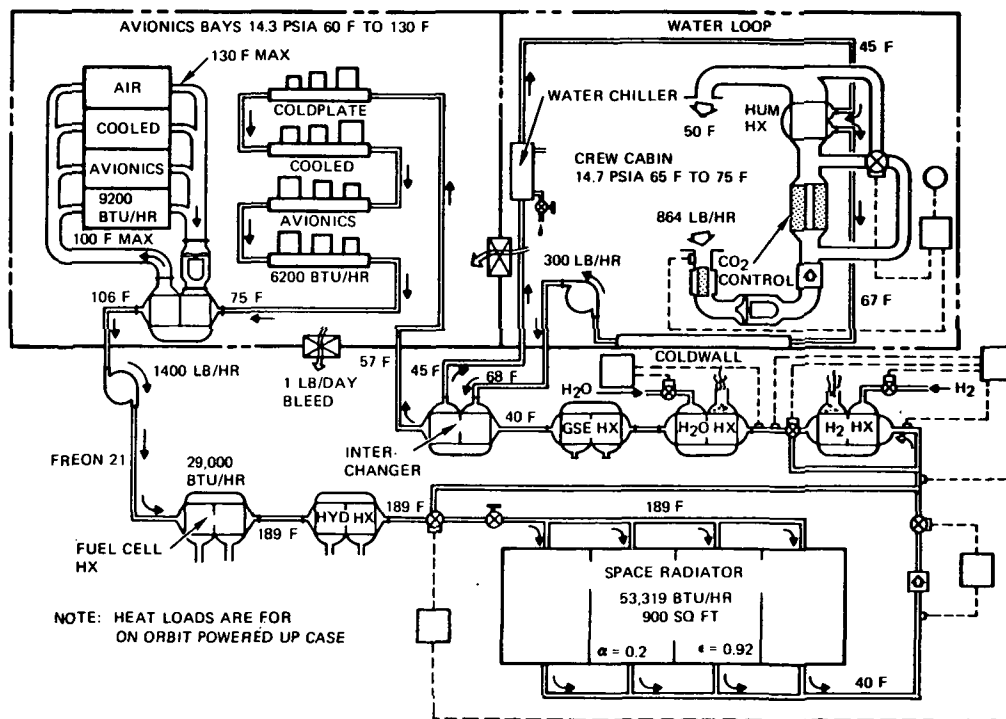 AVIONICS BAYS 14.3 PSIA 60 F TO 130 F
WATER LOOP
130 F MAX
AIR
COOLED
AVIONICS
9200
BTU/HR
100 F MAX
COLDPLATE
COOLED
AVIONICS
6200 BTU/HR
106 F
75 F
45 F
WATER CHILLER
50 F
HUM
HX
CREW CABIN
14.7 PSIA 65 F TO 75 F
864 LB/HR
CO2
CONTROL
300 LB/HR
67 F
1400 LB/HR
1 LB/DAY
BLEED
57 F
45 F
68 F
COLDWALL
H2O
H2
40 F
GSE HX
H2O HX
H2 HX
INTER-
CHANGER
FREON 21
29,000
BTU/HR
FUEL CELL
HX
189 F
HYD HX
189 F
189 F
SPACE RADIATOR
53,319 BTU/HR
900 SQ FT
α = 0.2
ϵ = 0.92
40 F
NOTE: HEAT LOADS ARE FOR
ON ORBIT POWERED UP CASE